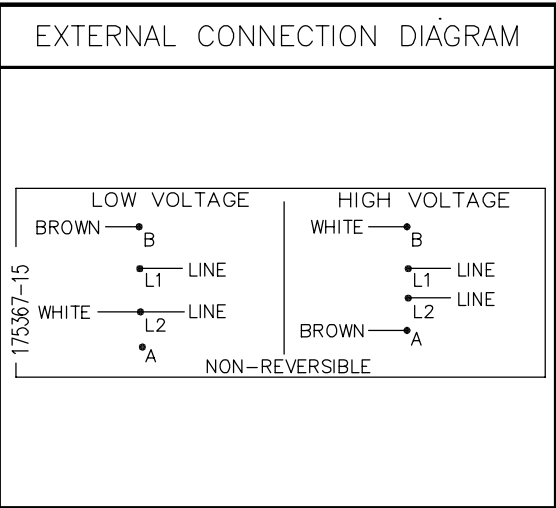 EXTERNAL CONNECTION DIAGRAM
LOW VOLTAGE
BROWN
B
L1
LINE
WHITE
L2
LINE
A
HIGH VOLTAGE
WHITE
B
L1
LINE
L2
LINE
BROWN
A
NON-REVERSIBLE
175367-15